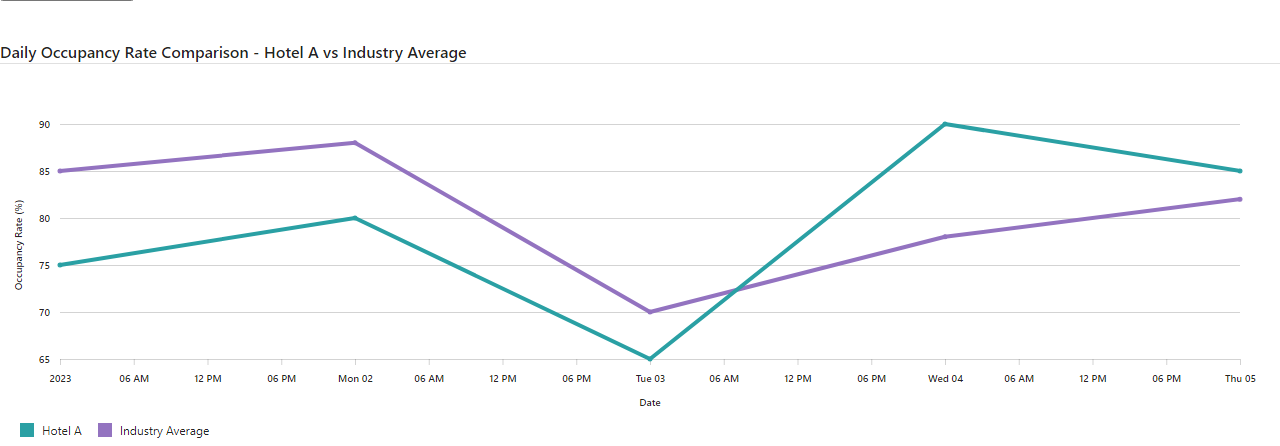 Daily Occupancy Rate Comparison - Hotel A vs Industry Average
90
85
80
75
70
65
Occupancy Rate (%)
2023 06 AM 12 PM 06 PM Mon 02 06 AM 12 PM 06 PM Tue 03 06 AM 12 PM 06 PM Wed 04 06 AM 12 PM 06 PM Thu 05
Date
Hotel A Industry Average